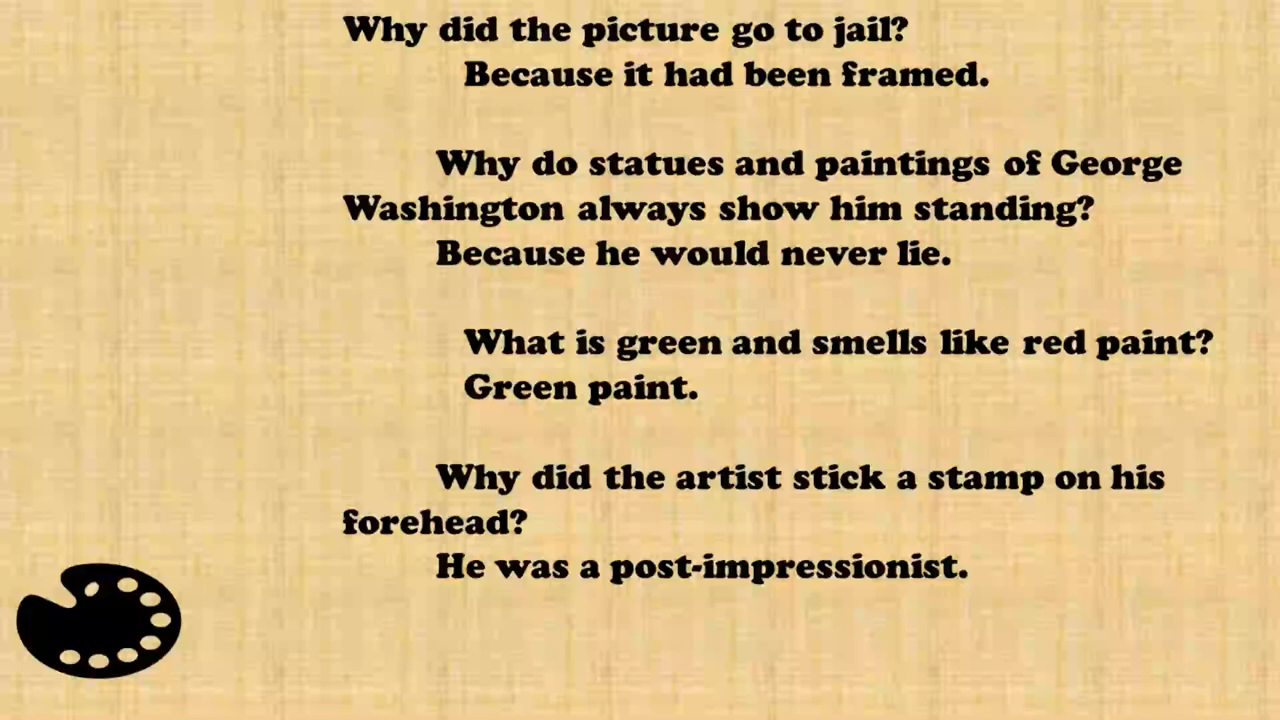 Why did the picture go to jail?
Because it had been framed.
Why do statues and paintings of George
Washington always show him standing?
Because he would never lie.
What is green and smells like red paint?
Green paint.
Why did the artist stick a stamp on his
forehead?
He was a post-impressionist.